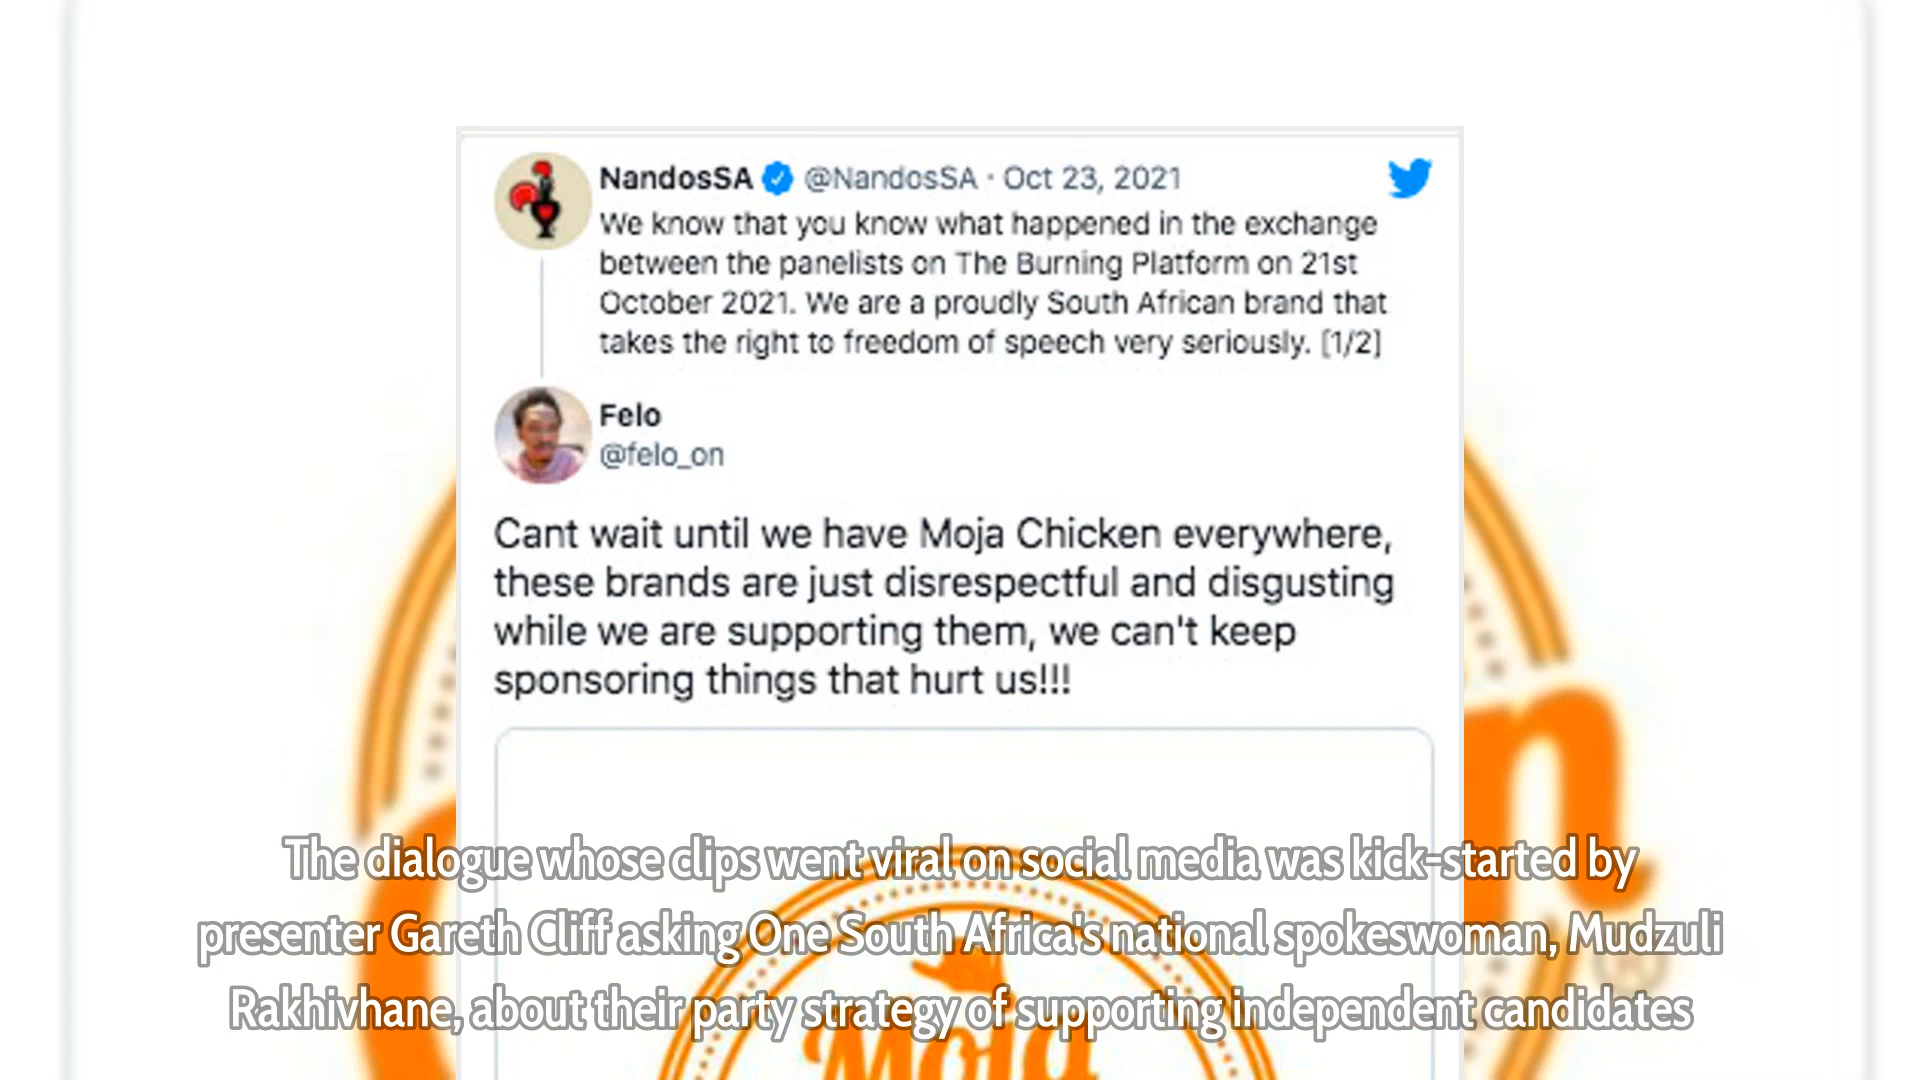 NandosSA @NandosSA · Oct 23, 2021
We know that you know what happened in the exchange
between the panelists on The Burning Platform on 21st
October 2021. We are a proudly South African brand that
takes the right to freedom of speech very seriously. [1/2]
Felo
@felo_on
Cant wait until we have Moja Chicken everywhere,
these brands are just disrespectful and disgusting
while we are supporting them, we can't keep
sponsoring things that hurt us!!!
The dialogue whose clips went viral on social media was kick-started by
presenter Gareth Cliff asking One South Africa's national spokeswoman, Mudzuli
Rakhivhane, about their party strategy of supporting independent candidates
Moja
n
®